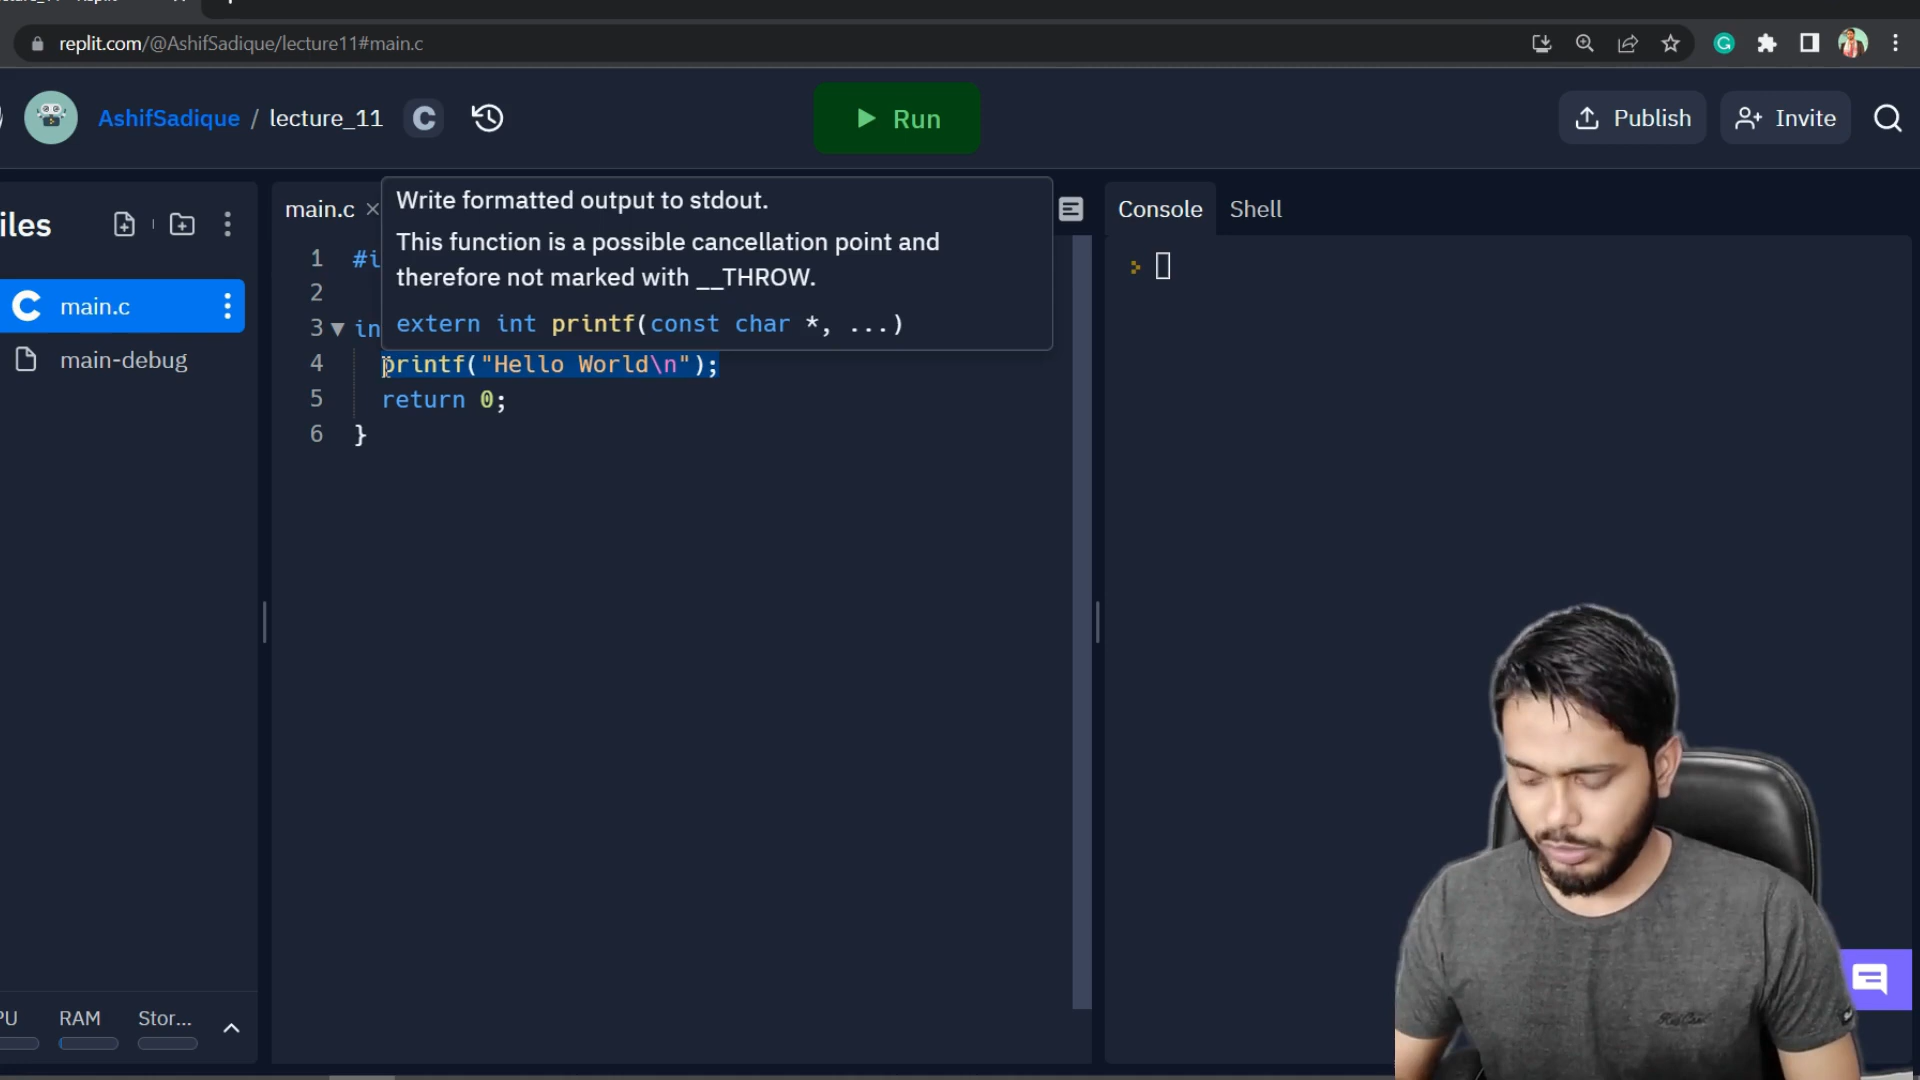 replit.com/@AshifSadique/lecture11#main.c
AshifSadique / lecture_11
C
Run
Publish
Invite
iles
main.c
main-debug
main.c
Write formatted output to stdout.
This function is a possible cancellation point and
therefore not marked with __THROW.
extern int printf(const char *, ...)
1 #i
2
3 in
4 printf("Hello World\n");
5 return 0;
6 }
Console
Shell
PU
RAM
Stor...